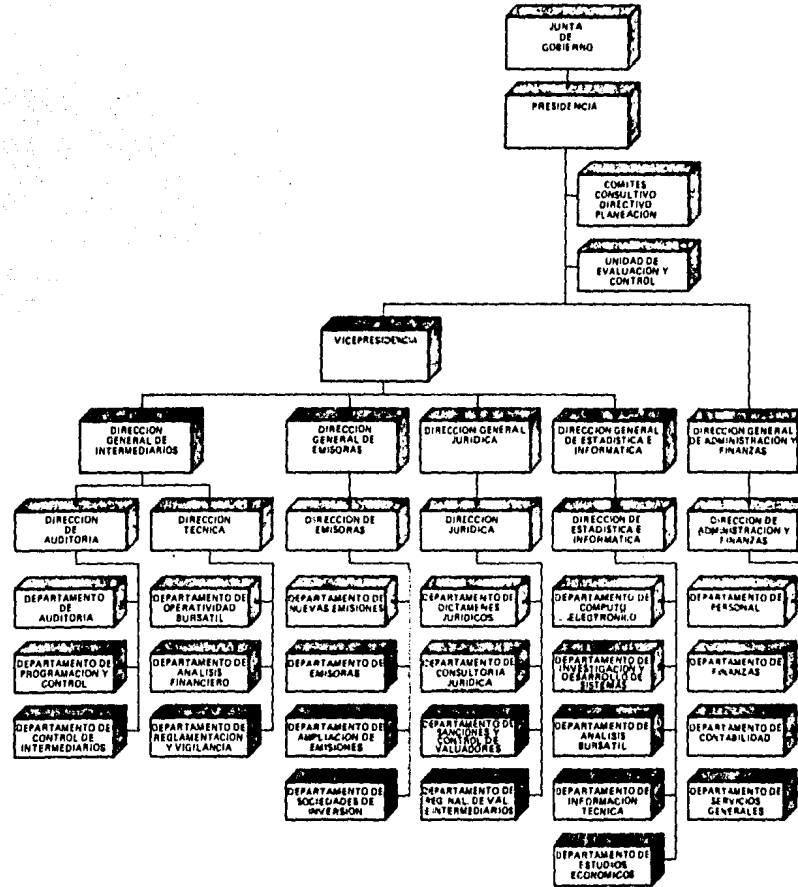 JUNTA
DE
GOBIERNO
PRESIDENCIA
COMITES
CONSULTIVO
DIRECTIVO
PLANEACION
UNIDAD DE
EVALUACION Y
CONTROL
VICEPRESIDENCIA
DIRECCION
GENERAL DE
INTERMEDIARIOS
DIRECCION
GENERAL DE
EMISORAS
DIRECCION GENERAL
JURIDICA
DIRECCION GENERAL
DE ESTADISTICA E
INFORMATICA
DIRECCION GENERAL
DE ADMINISTRACION Y
FINANZAS
DIRECCION
DE
AUDITORIA
DIRECCION
TECNICA
DIRECCION DE
EMISORAS
DIRECCION
JURIDICA
DIRECCION DE
ESTADISTICA E
INFORMATICA
DIRECCION DE
ADMINISTRACION Y
FINANZAS
DEPARTAMENTO
DE
AUDITORIA
DEPARTAMENTO DE
OPERATIVIDAD
BURSATIL
DEPARTAMENTO DE
NUEVAS EMISIONES
DEPARTAMENTO DE
DICTAMENES
JURIDICOS
DEPARTAMENTO DE
COMPUTO
ELECTRONICO
DEPARTAMENTO DE
PERSONAL
DEPARTAMENTO DE
PROGRAMACION Y
CONTROL
DEPARTAMENTO DE
ANALISIS
FINANCIERO
DEPARTAMENTO DE
EMISORAS
DEPARTAMENTO DE
CONSULTORIA
JURIDICA
DEPARTAMENTO DE
INVESTIGACION Y
DESARROLLO DE
SISTEMAS
DEPARTAMENTO DE
FINANZAS
DEPARTAMENTO DE
CONTROL DE
INTERMEDIARIOS
DEPARTAMENTO DE
REGLAMENTACION
Y VIGILANCIA
DEPARTAMENTO DE
AMPLIACION DE
EMISIONES
DEPARTAMENTO DE
SANCIONES Y
CONTROL DE
VALUADORES
DEPARTAMENTO DE
ANALISIS
BURSATIL
DEPARTAMENTO DE
CONTABILIDAD
DEPARTAMENTO DE
SOCIEDADES DE
INVERSION
DEPARTAMENTO DE
REG. NAL. DE VAL.
E INTERMEDIARIOS
DEPARTAMENTO DE
INFORMACION
TECNICA
DEPARTAMENTO DE
SERVICIOS
GENERALES
DEPARTAMENTO DE
ESTUDIOS
ECONOMICOS